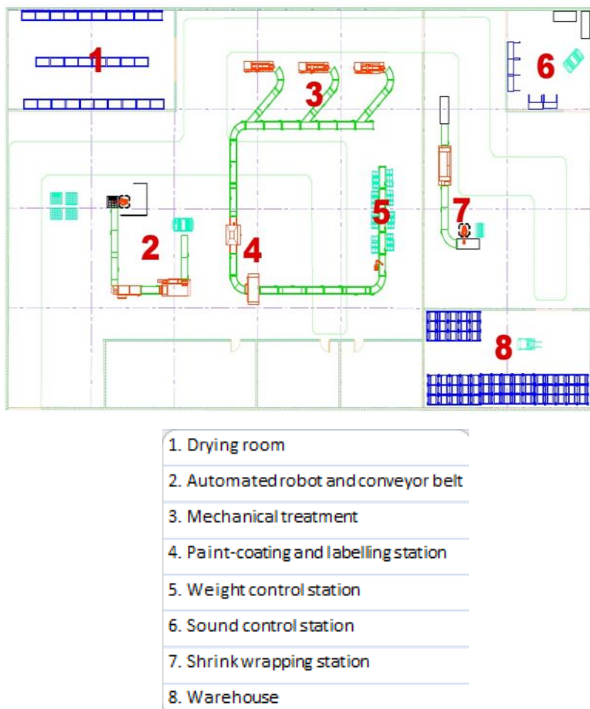 1
6
3
5
7
2
4
8
1. Drying room
2. Automated robot and conveyor belt
3. Mechanical treatment
4. Paint-coating and labelling station
5. Weight control station
6. Sound control station
7. Shrink wrapping station
8. Warehouse